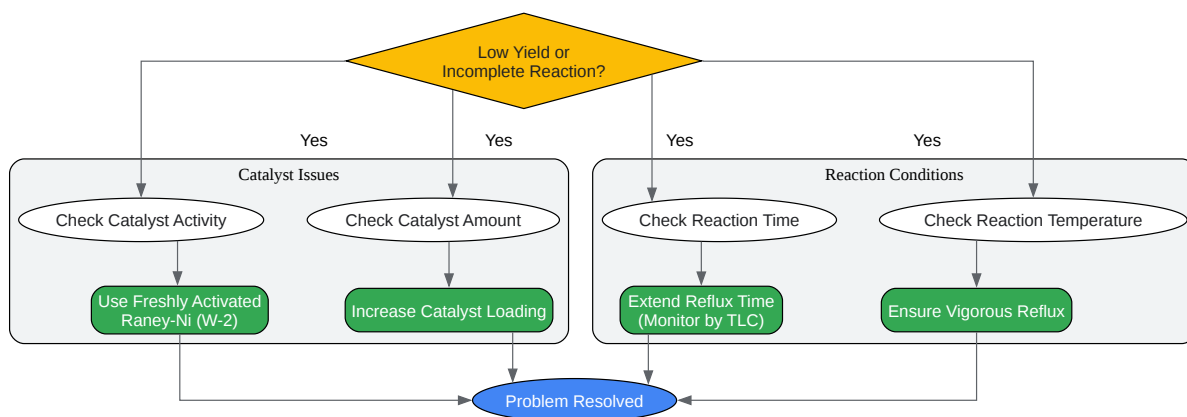 Low Yield or
Incomplete Reaction?
Yes
Yes
Yes
Yes
Catalyst Issues
Reaction Conditions
Check Catalyst Activity
Check Catalyst Amount
Check Reaction Time
Check Reaction Temperature
Use Freshly Activated
Raney-Ni (W-2)
Increase Catalyst Loading
Extend Reflux Time
(Monitor by TLC)
Ensure Vigorous Reflux
Problem Resolved